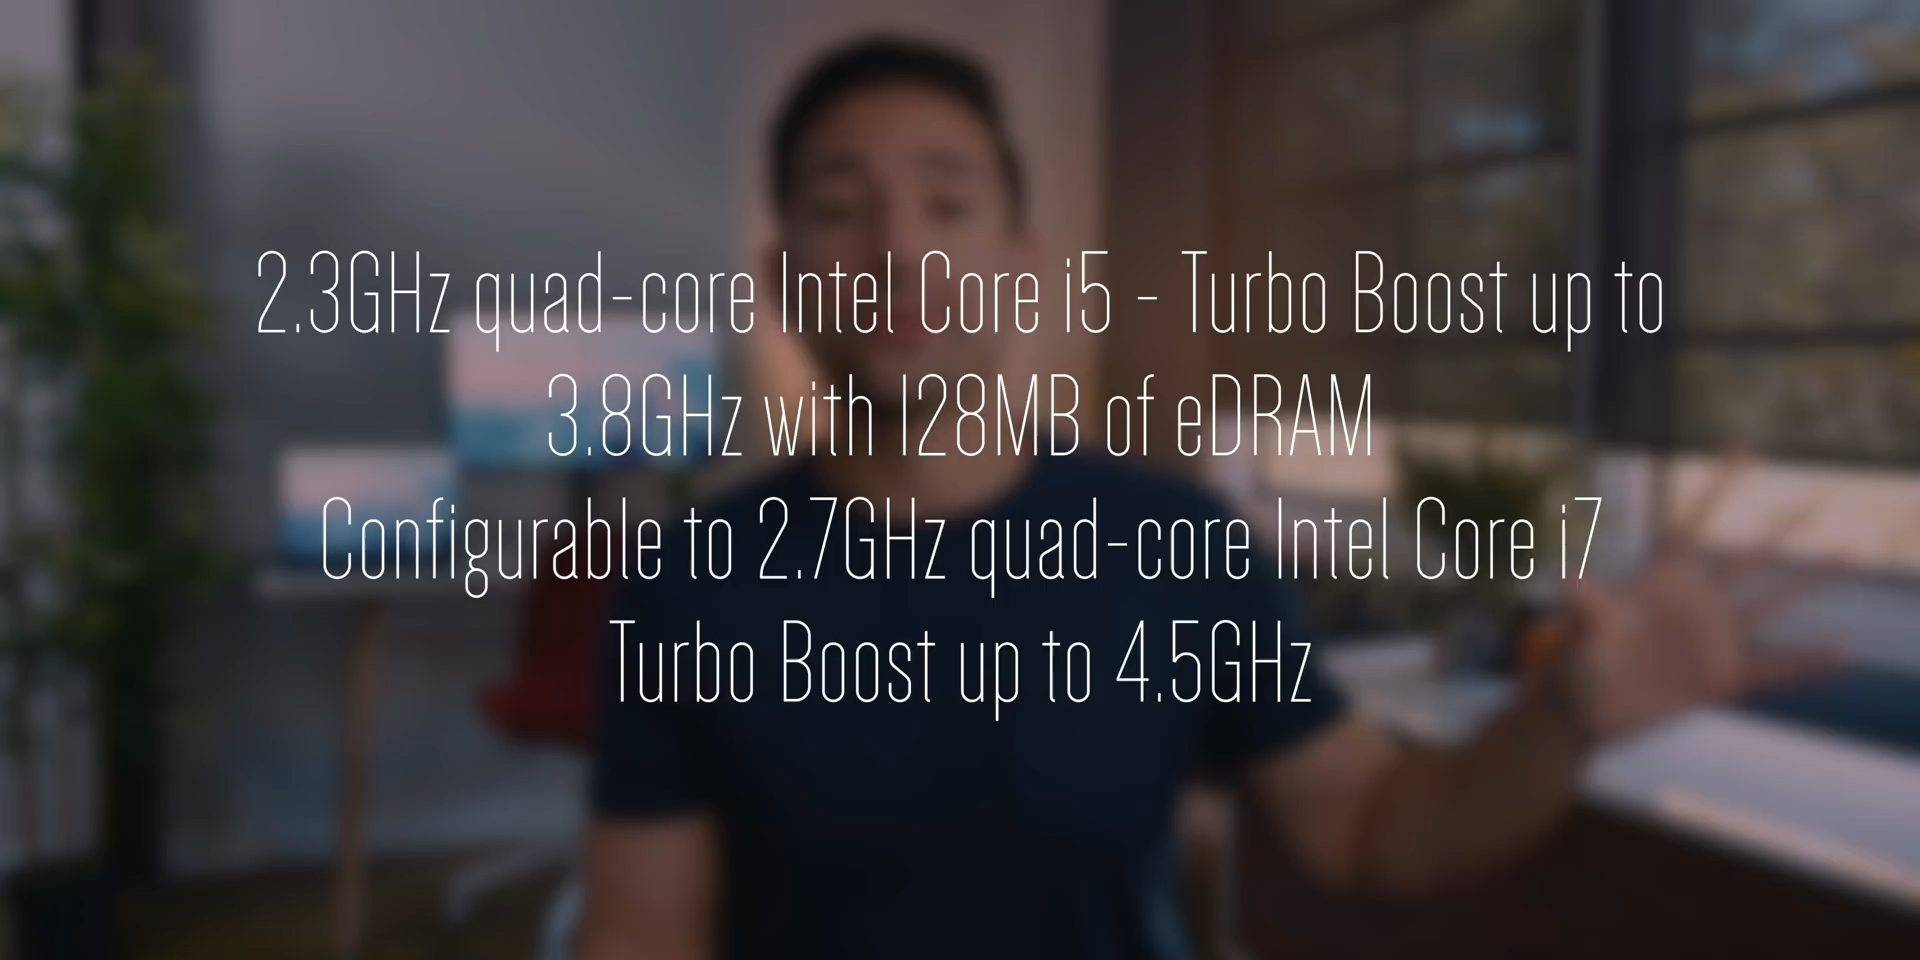 2.3GHz quad-core Intel Core i5 - Turbo Boost up to
3.8GHz with 128MB of eDRAM
Configurable to 2.7GHz quad-core Intel Core i7
Turbo Boost up to 4.5GHz